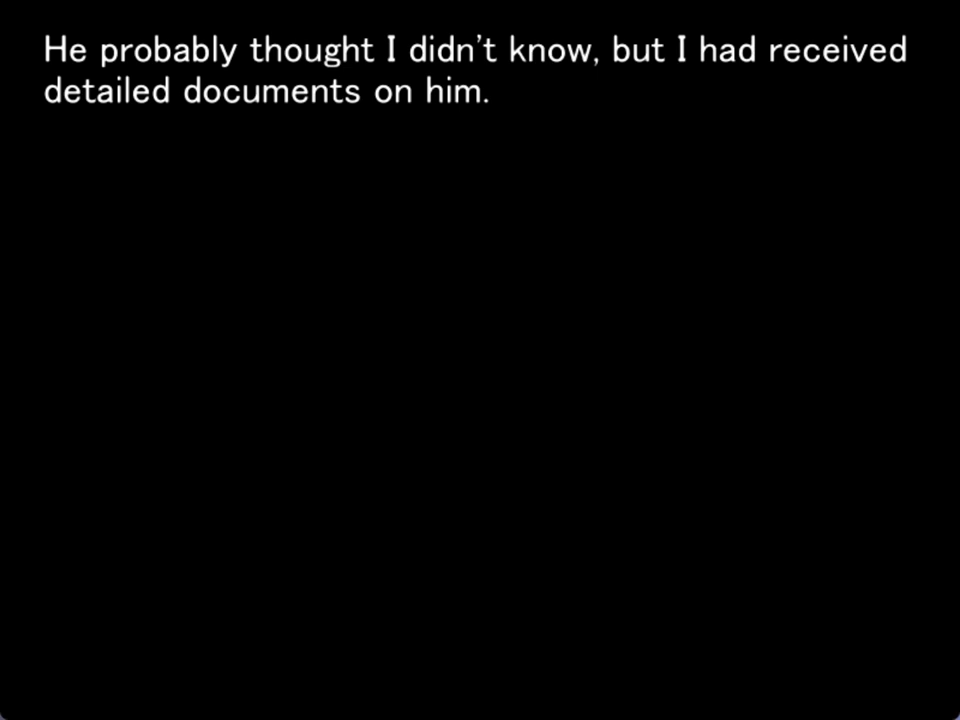 He probably thought I didn't know, but I had received
detailed documents on him.